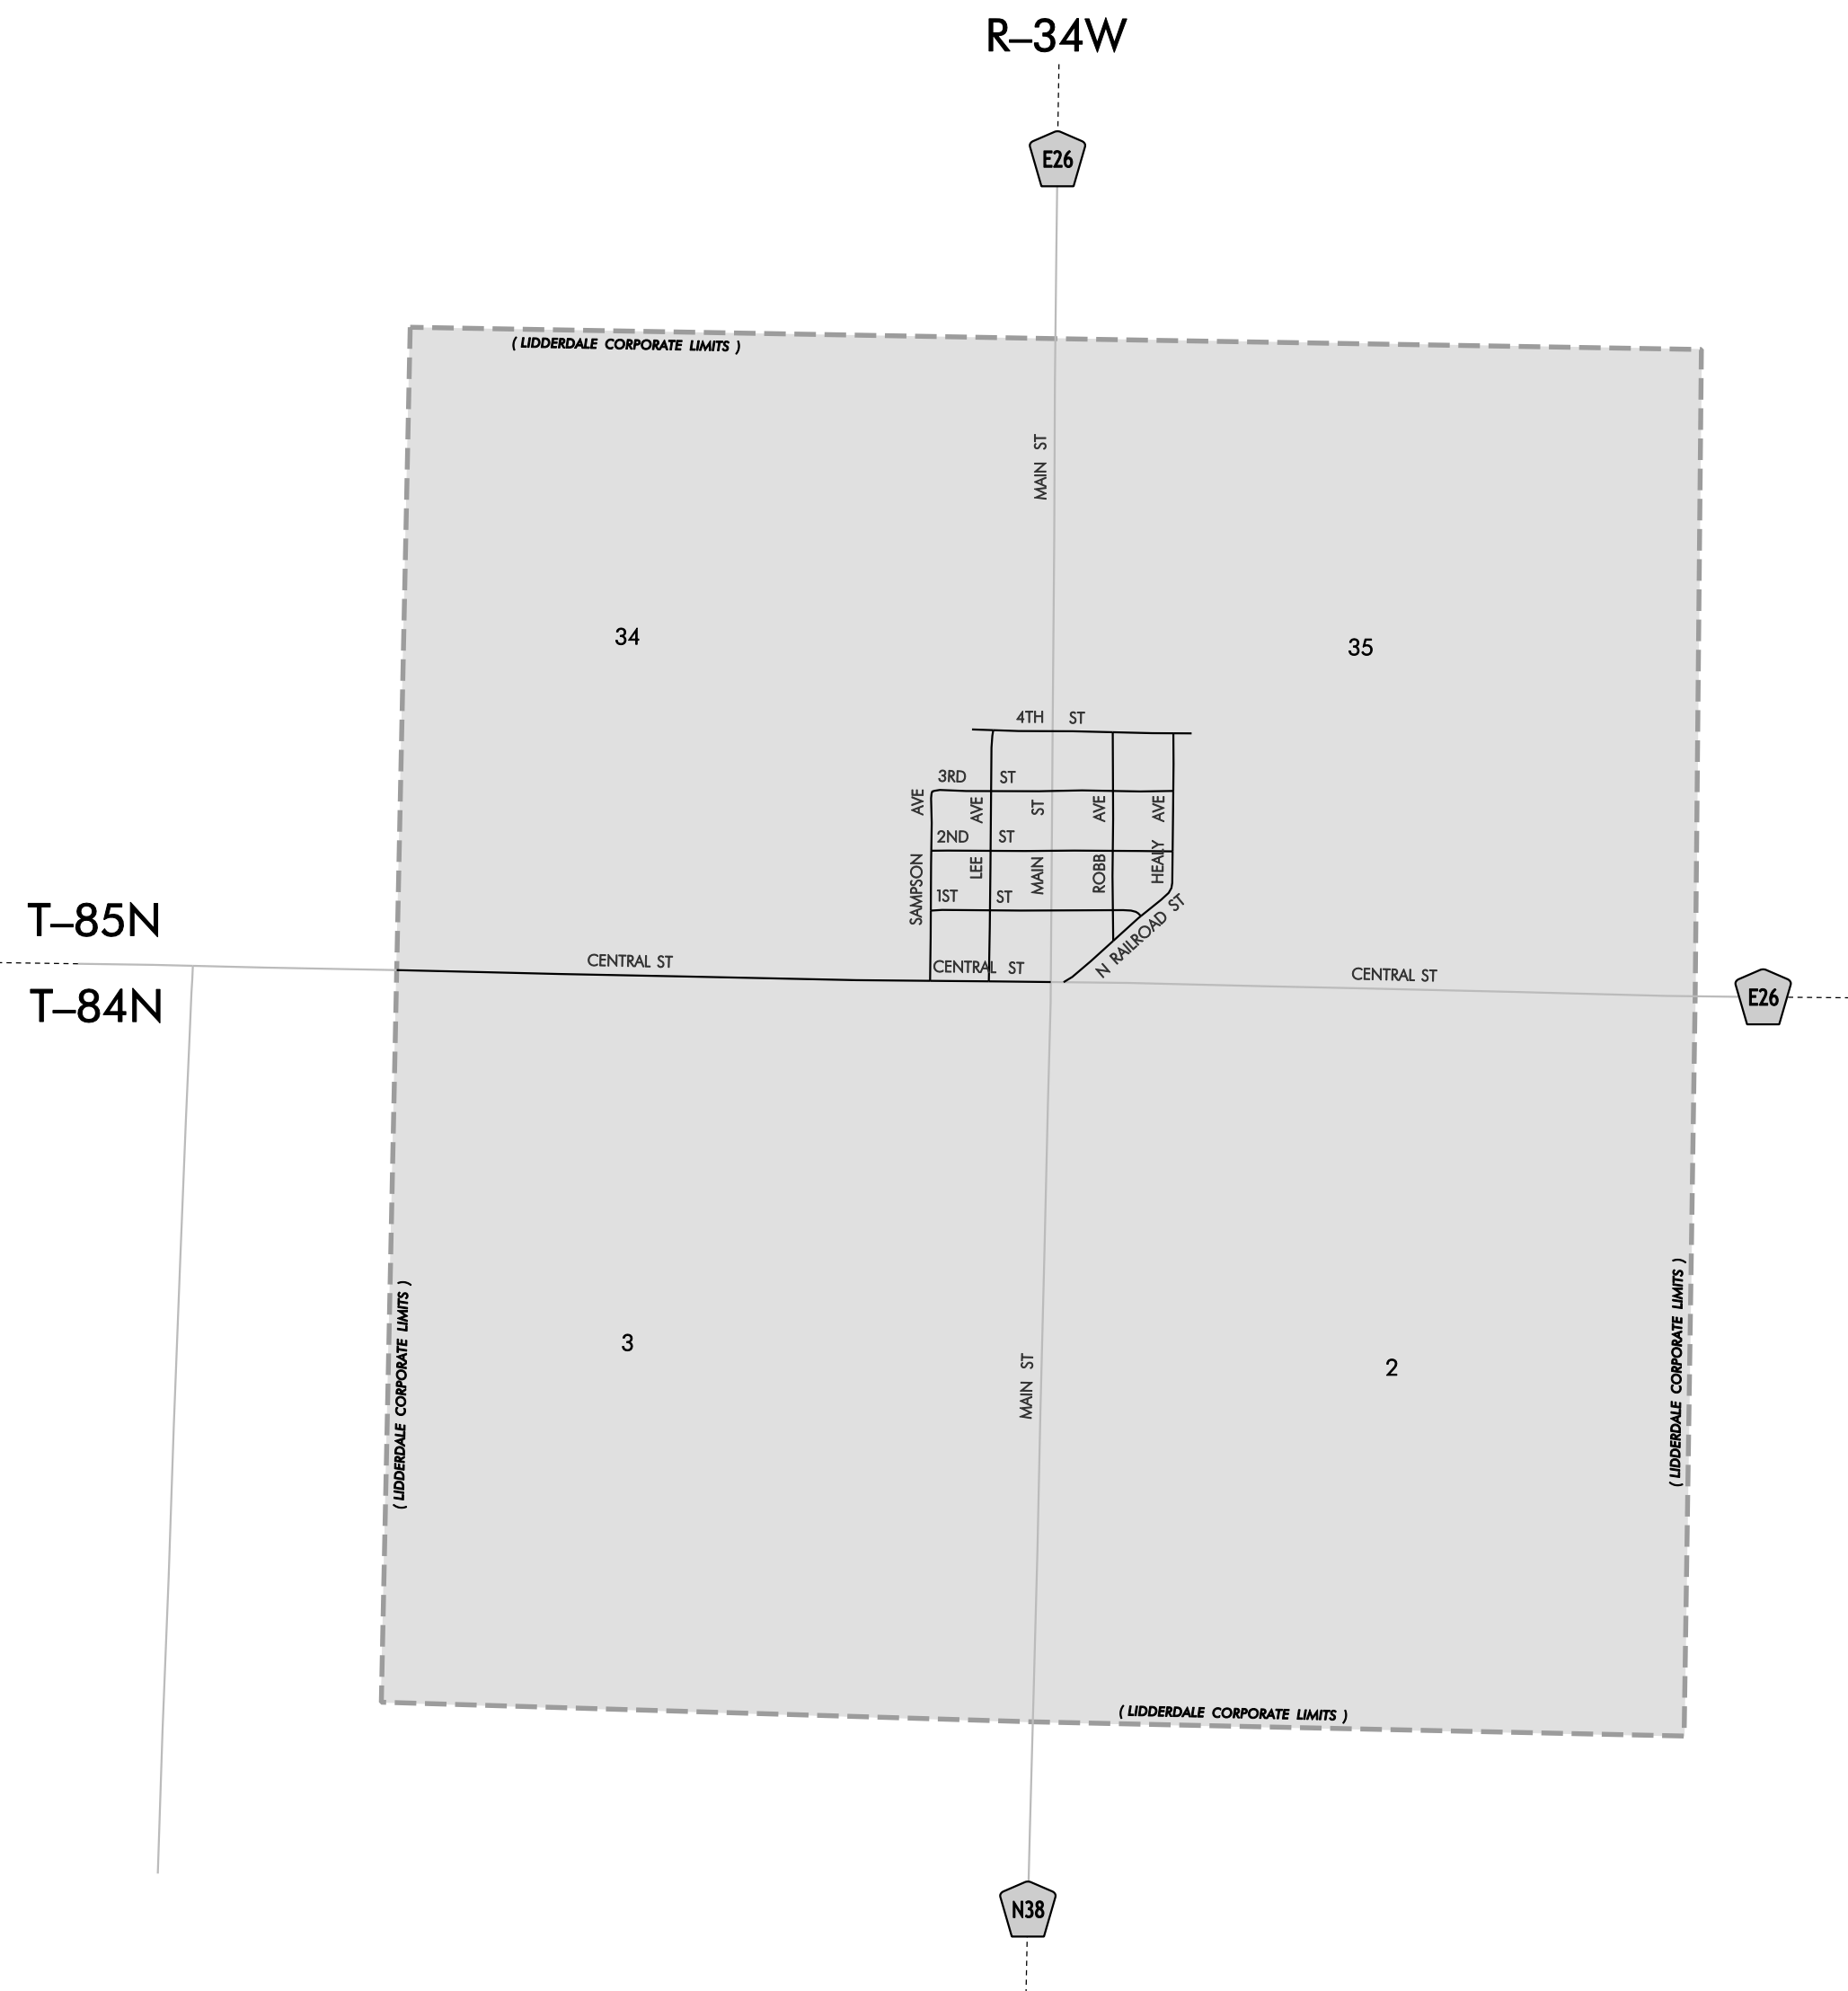 R–34W
E26
( LIDDERDALE CORPORATE LIMITS )
MAIN ST
34
35
4TH ST
3RD ST
SAMPSON AVE
LEE AVE
MAIN ST
ROBB AVE
HEALY AVE
2ND ST
1ST ST
N RAILROAD ST
T–85N
CENTRAL ST
CENTRAL ST
CENTRAL ST
E26
T–84N
( LIDDERDALE CORPORATE LIMITS )
( LIDDERDALE CORPORATE LIMITS )
3
MAIN ST
2
( LIDDERDALE CORPORATE LIMITS )
N38